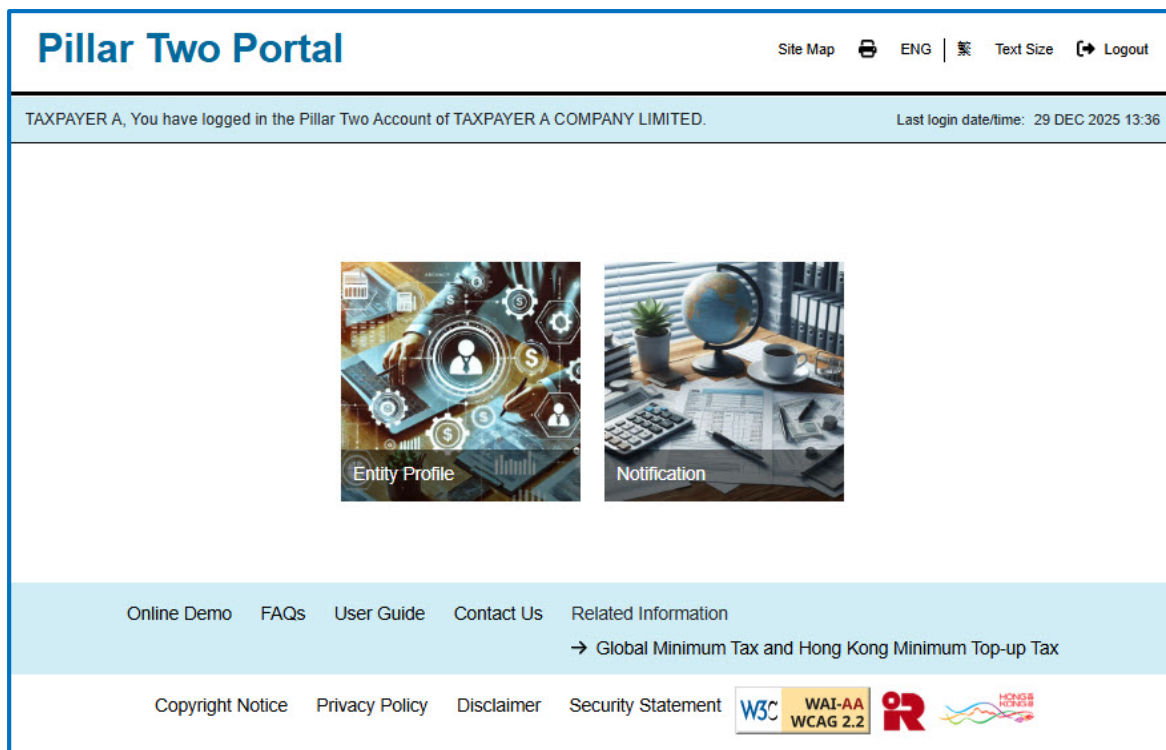 Pillar Two Portal
Site Map ENG | 繁 Text Size Logout
TAXPAYER A, You have logged in the Pillar Two Account of TAXPAYER A COMPANY LIMITED. Last login date/time: 29 DEC 2025 13:36
Entity Profile Notification
Online Demo FAQs User Guide Contact Us Related Information
→ Global Minimum Tax and Hong Kong Minimum Top-up Tax
Copyright Notice Privacy Policy Disclaimer Security Statement W3C WAI-AA
WCAG 2.2